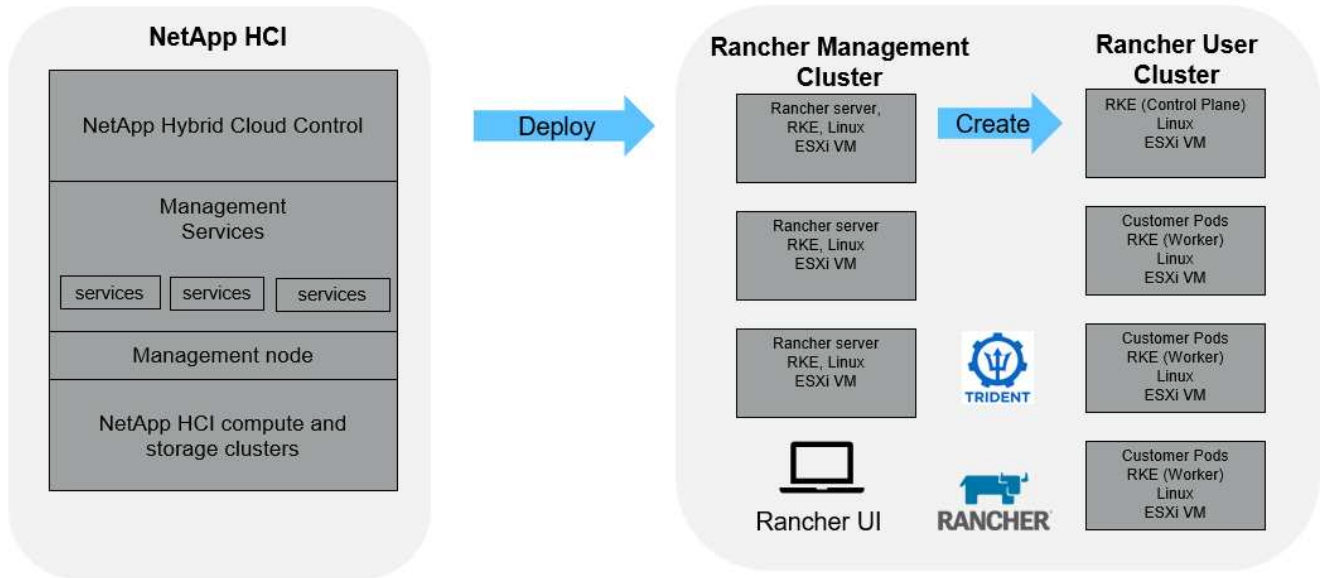 NetApp HCI
NetApp Hybrid Cloud Control
Management
Services
services
services
services
Management node
NetApp HCI compute and
storage clusters
Deploy
Rancher Management
Cluster
Rancher server,
RKE, Linux
ESXi VM
Rancher server
RKE, Linux
ESXi VM
Rancher server
RKE, Linux
ESXi VM
Rancher UI
Create
TRIDENT
RANCHER
Rancher User
Cluster
RKE (Control Plane)
Linux
ESXi VM
Customer Pods
RKE (Worker)
Linux
ESXi VM
Customer Pods
RKE (Worker)
Linux
ESXi VM
Customer Pods
RKE (Worker)
Linux
ESXi VM